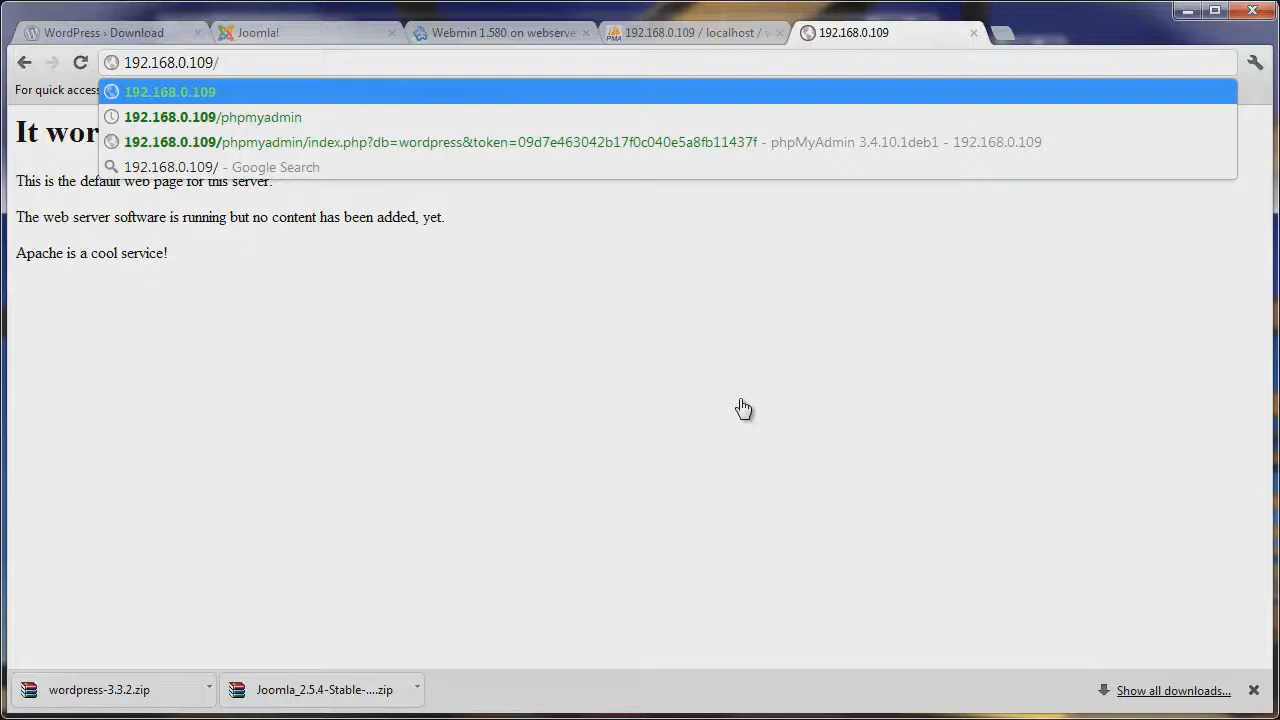 WordPress › Download
Joomla!
Webmin 1.580 on webserve
192.168.0.109 / localhost / w
192.168.0.109
192.168.0.109/
For quick access
192.168.0.109
192.168.0.109/phpmyadmin
192.168.0.109/phpmyadmin/index.php?db=wordpress&token=09d7e463042b17f0c040e5a8fb11437f - phpMyAdmin 3.4.10.1deb1 - 192.168.0.109
192.168.0.109/ - Google Search
It wor
This is the default web page for this server.
The web server software is running but no content has been added, yet.
Apache is a cool service!
wordpress-3.3.2.zip
Joomla_2.5.4-Stable-....zip
Show all downloads...